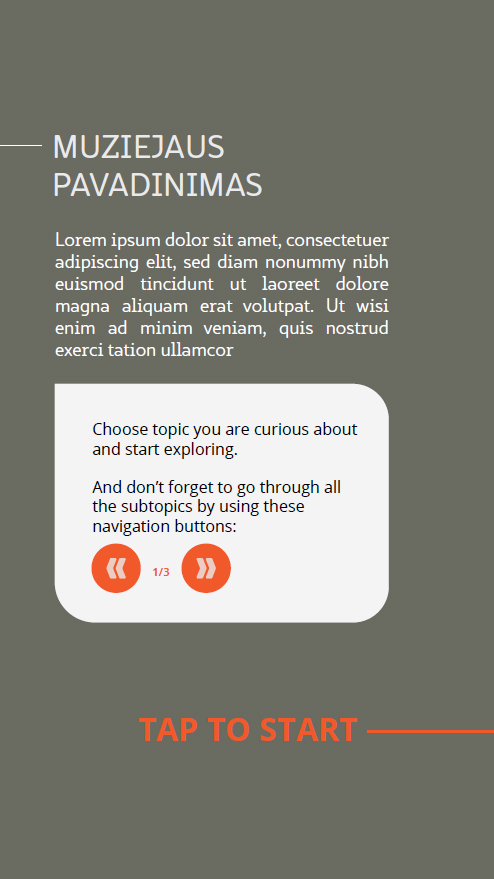 MUZIEJAUS
PAVADINIMAS
Lorem ipsum dolor sit amet, consectetuer
adipiscing elit, sed diam nonummy nibh
euismod tincidunt ut laoreet dolore
magna aliquam erat volutpat. Ut wisi
enim ad minim veniam, quis nostrud
exerci tation ullamcor
Choose topic you are curious about
and start exploring.
And don’t forget to go through all
the subtopics by using these
navigation buttons:
1/3
TAP TO START